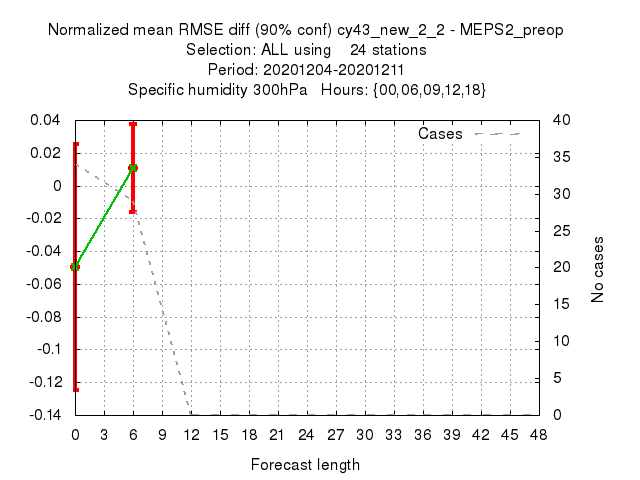 Normalized mean RMSE diff (90% conf) cy43_new_2_2 - MEPS2_preop
Selection: ALL using    24 stations
Period: 20201204-20201211
Specific humidity 300hPa   Hours: {00,06,09,12,18}
Cases
0.04
0.02
0
-0.02
-0.04
-0.06
-0.08
-0.1
-0.12
-0.14
40
35
30
25
20
15
10
5
0
No cases
0 3 6 9 12 15 18 21 24 27 30 33 36 39 42 45 48
Forecast length